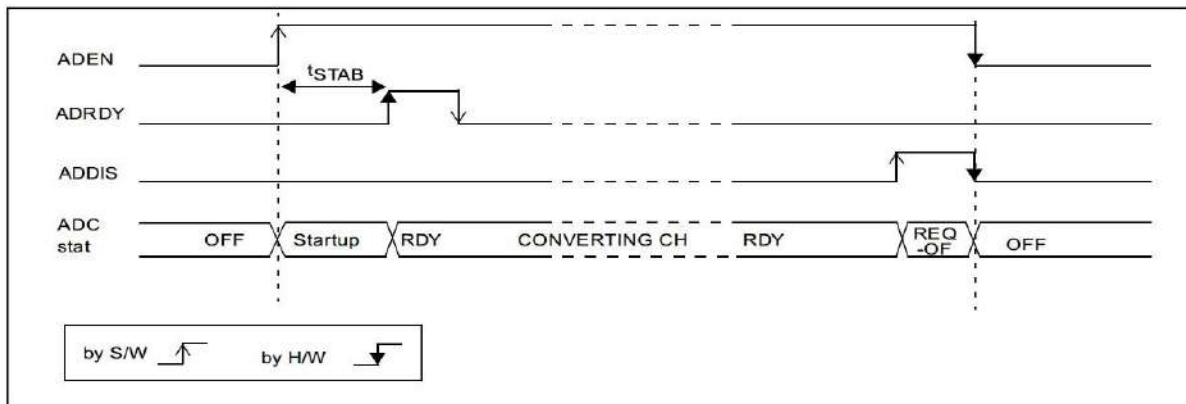 ADEN
tSTAB
ADRDY
ADDIS
ADC
stat
OFF
Startup
RDY
CONVERTING CH
RDY
REQ
-OF
OFF
by S/W
by H/W